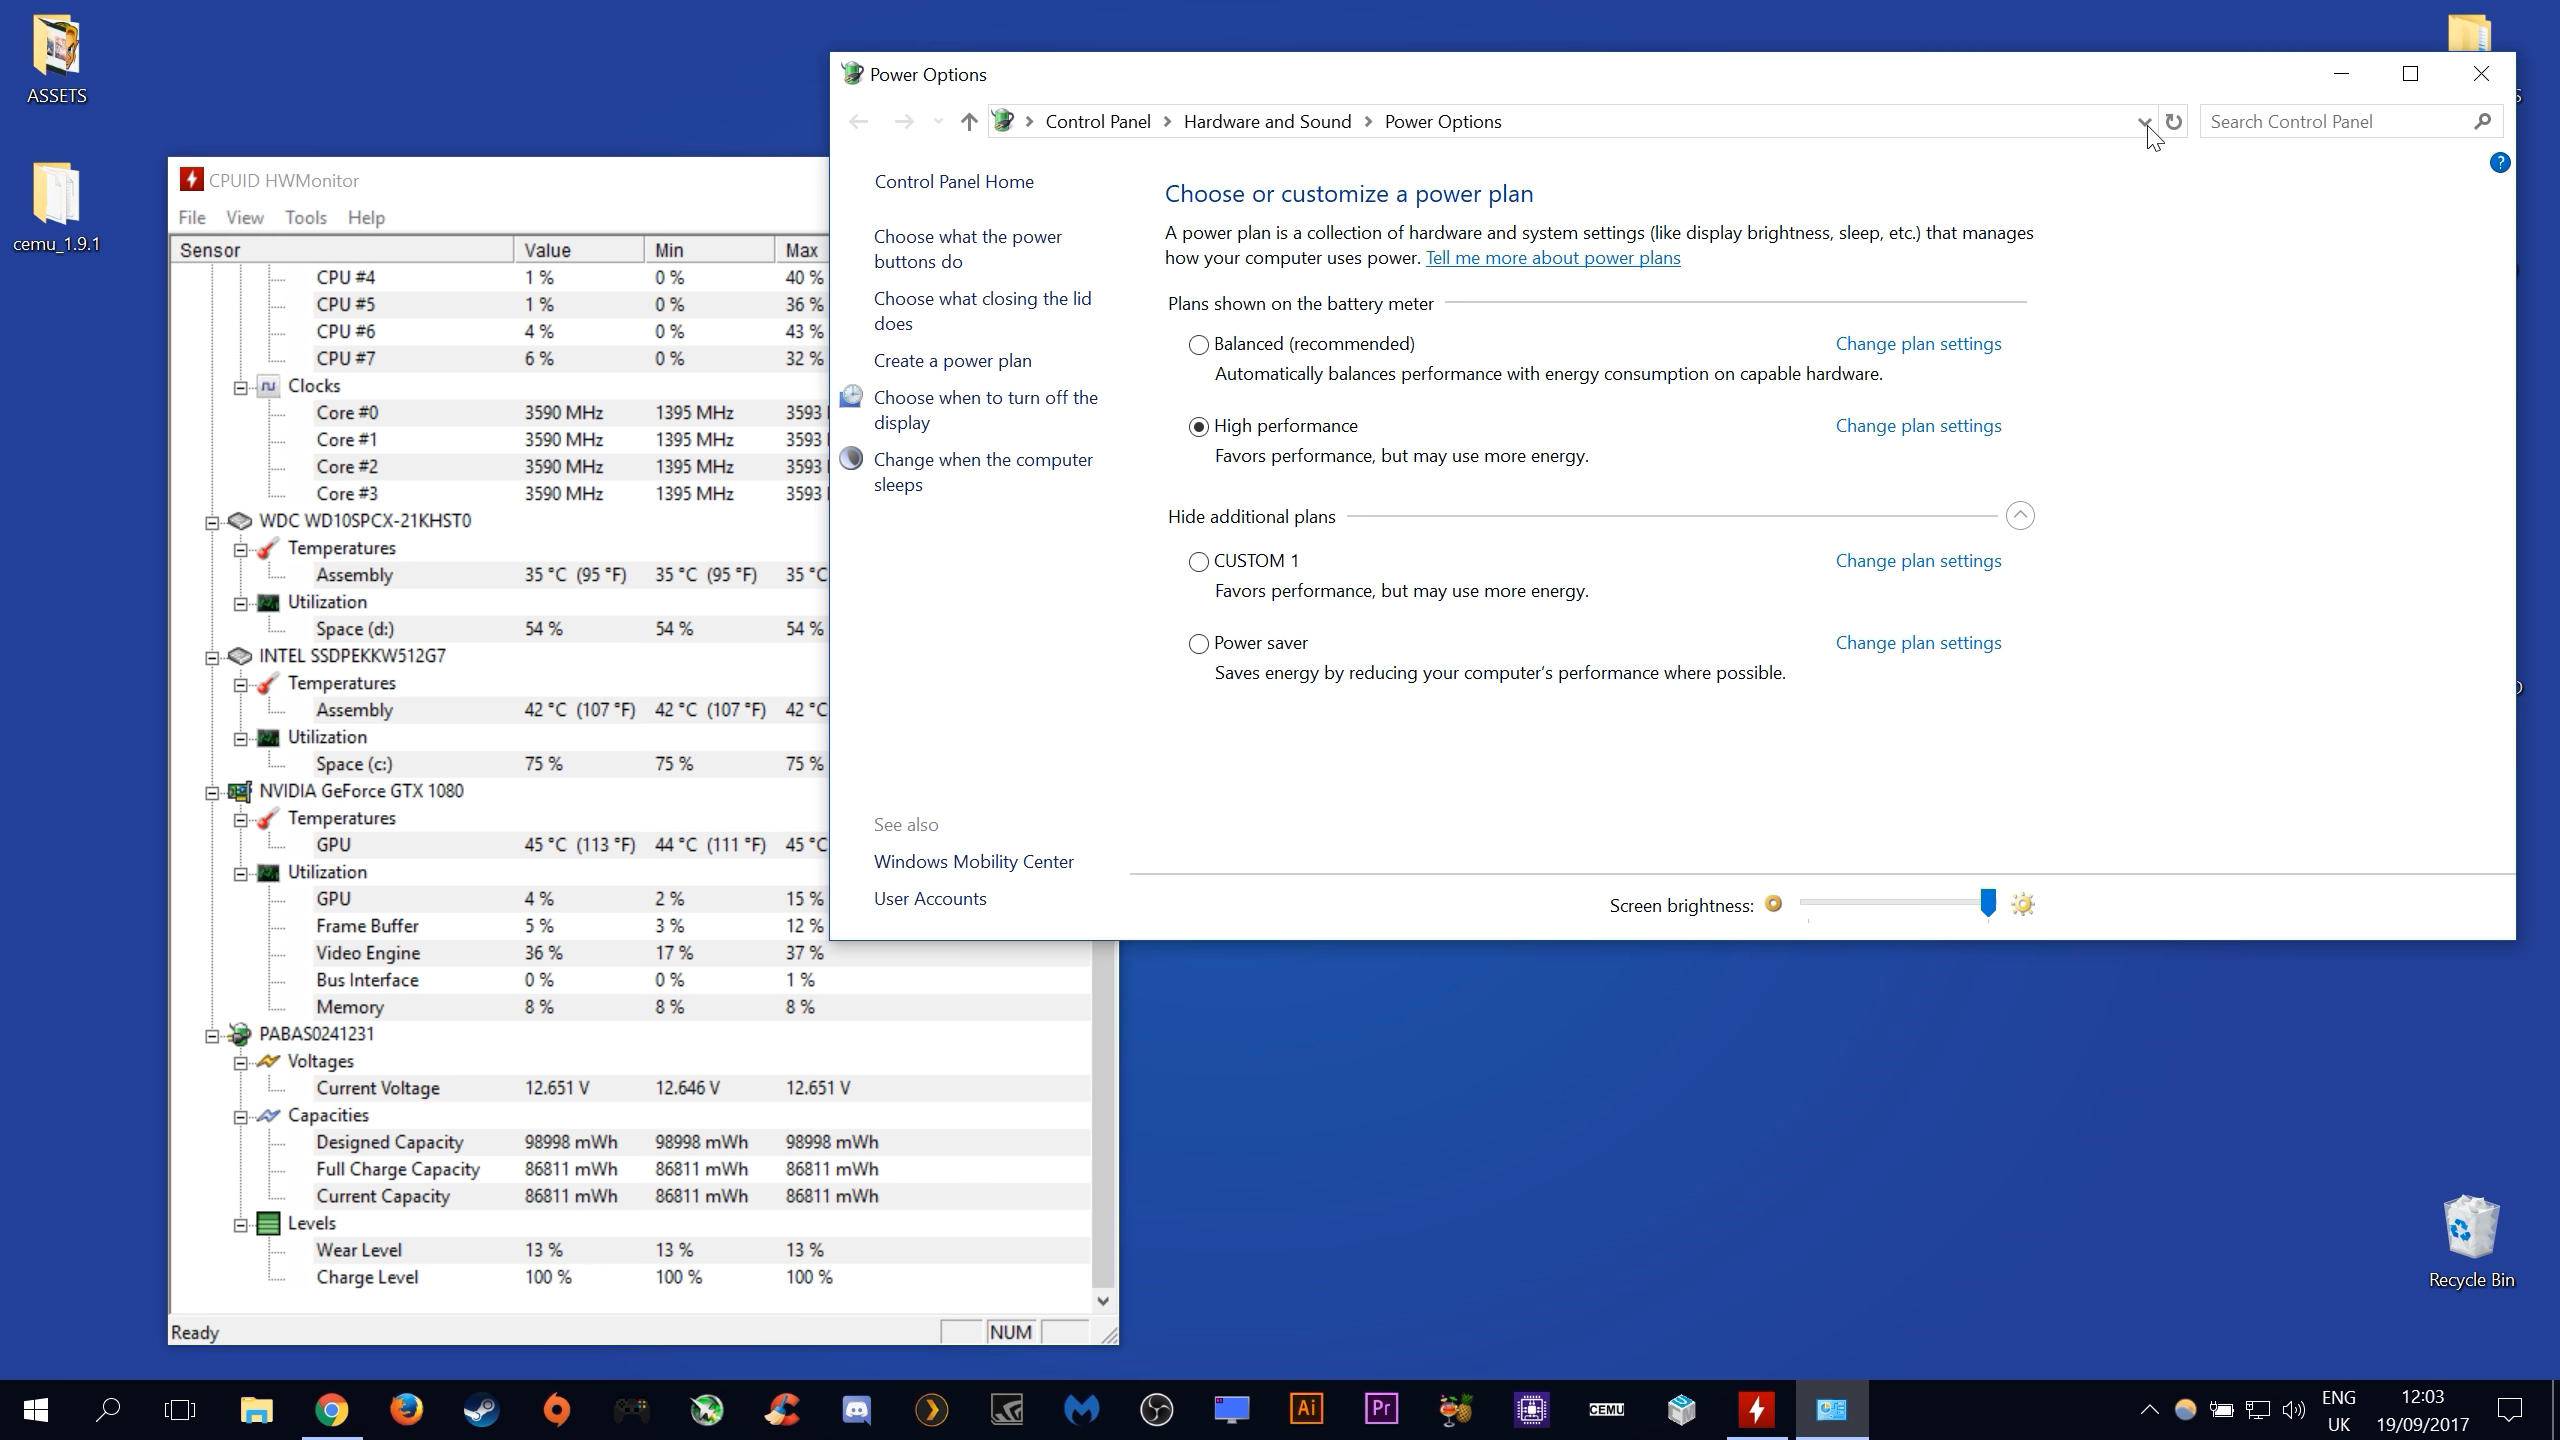 ASSETS
cemu_1.9.1
CPUID HWMonitor
File View Tools Help
Sensor Value Min Max
CPU #4 1 % 0 % 40 %
CPU #5 1 % 0 % 36 %
CPU #6 4 % 0 % 43 %
CPU #7 6 % 0 % 32 %
Clocks
Core #0 3590 MHz 1395 MHz 3593
Core #1 3590 MHz 1395 MHz 3593
Core #2 3590 MHz 1395 MHz 3593
Core #3 3590 MHz 1395 MHz 3593
WDC WD10SPCX-21KHST0
Temperatures
Assembly 35 °C (95 °F) 35 °C (95 °F) 35 °C
Utilization
Space (d:) 54 % 54 % 54 %
INTEL SSDPEKKW512G7
Temperatures
Assembly 42 °C (107 °F) 42 °C (107 °F) 42 °C
Utilization
Space (c:) 75 % 75 % 75 %
NVIDIA GeForce GTX 1080
Temperatures
GPU 45 °C (113 °F) 44 °C (111 °F) 45 °C
Utilization
GPU 4 % 2 % 15 %
Frame Buffer 5 % 3 % 12 %
Video Engine 36 % 17 % 37 %
Bus Interface 0 % 0 % 1 %
Memory 8 % 8 % 8 %
PABAS0241231
Voltages
Current Voltage 12.651 V 12.646 V 12.651 V
Capacities
Designed Capacity 98998 mWh 98998 mWh 98998 mWh
Full Charge Capacity 86811 mWh 86811 mWh 86811 mWh
Current Capacity 86811 mWh 86811 mWh 86811 mWh
Levels
Wear Level 13 % 13 % 13 %
Charge Level 100 % 100 % 100 %
Ready NUM
Power Options
Control Panel > Hardware and Sound > Power Options
Search Control Panel
Control Panel Home
Choose what the power
buttons do
Choose what closing the lid
does
Create a power plan
Choose when to turn off the
display
Change when the computer
sleeps
See also
Windows Mobility Center
User Accounts
Choose or customize a power plan
A power plan is a collection of hardware and system settings (like display brightness, sleep, etc.) that manages
how your computer uses power. Tell me more about power plans
Plans shown on the battery meter
Balanced (recommended) Change plan settings
Automatically balances performance with energy consumption on capable hardware.
High performance Change plan settings
Favors performance, but may use more energy.
Hide additional plans
CUSTOM 1 Change plan settings
Favors performance, but may use more energy.
Power saver Change plan settings
Saves energy by reducing your computer's performance where possible.
Screen brightness:
Recycle Bin
Ai
Pr
CEMU
ENG
UK
12:03
19/09/2017